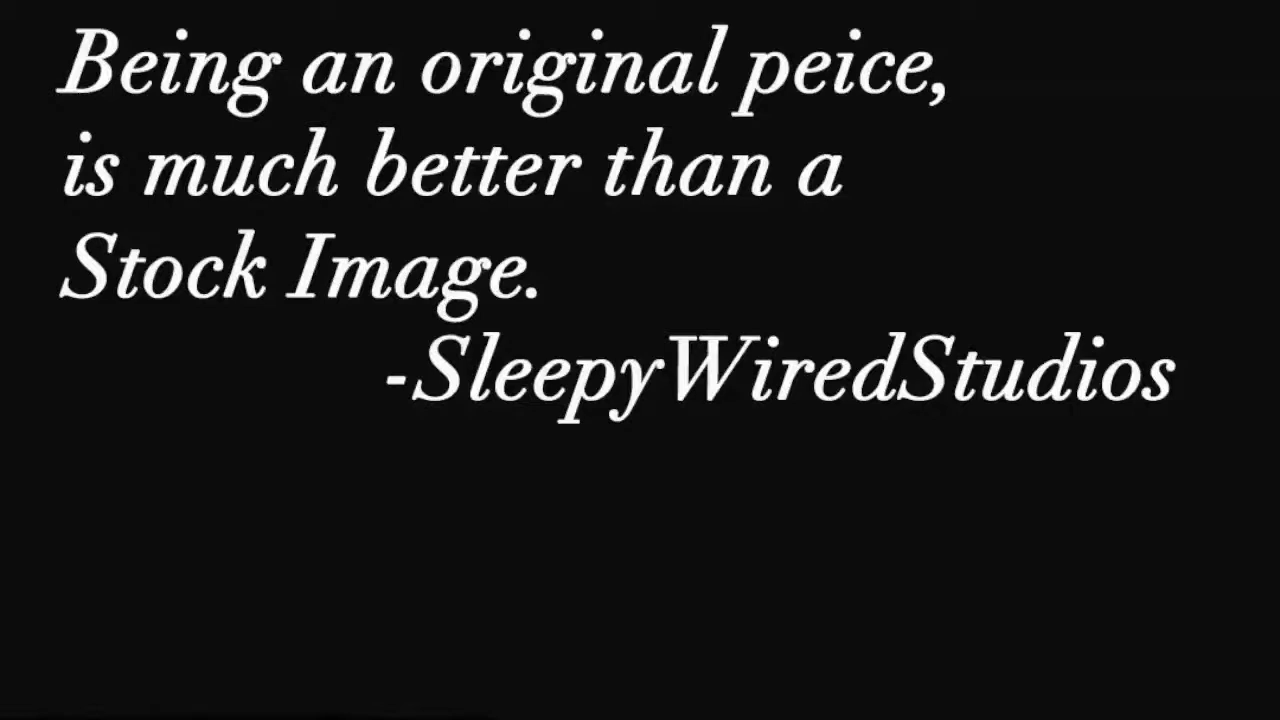 Being an original peice,
is much better than a
Stock Image.
-SleepyWiredStudios